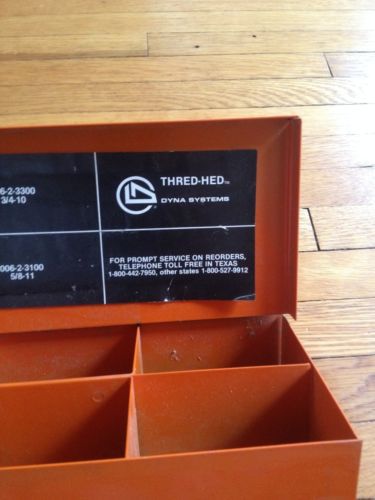 6-2-3300
3/4-10
THRED-HED™
DYNA SYSTEMS
006-2-3100
5/8-11
FOR PROMPT SERVICE ON REORDERS,
TELEPHONE TOLL FREE IN TEXAS
1-800-442-7950, other states 1-800-527-9912